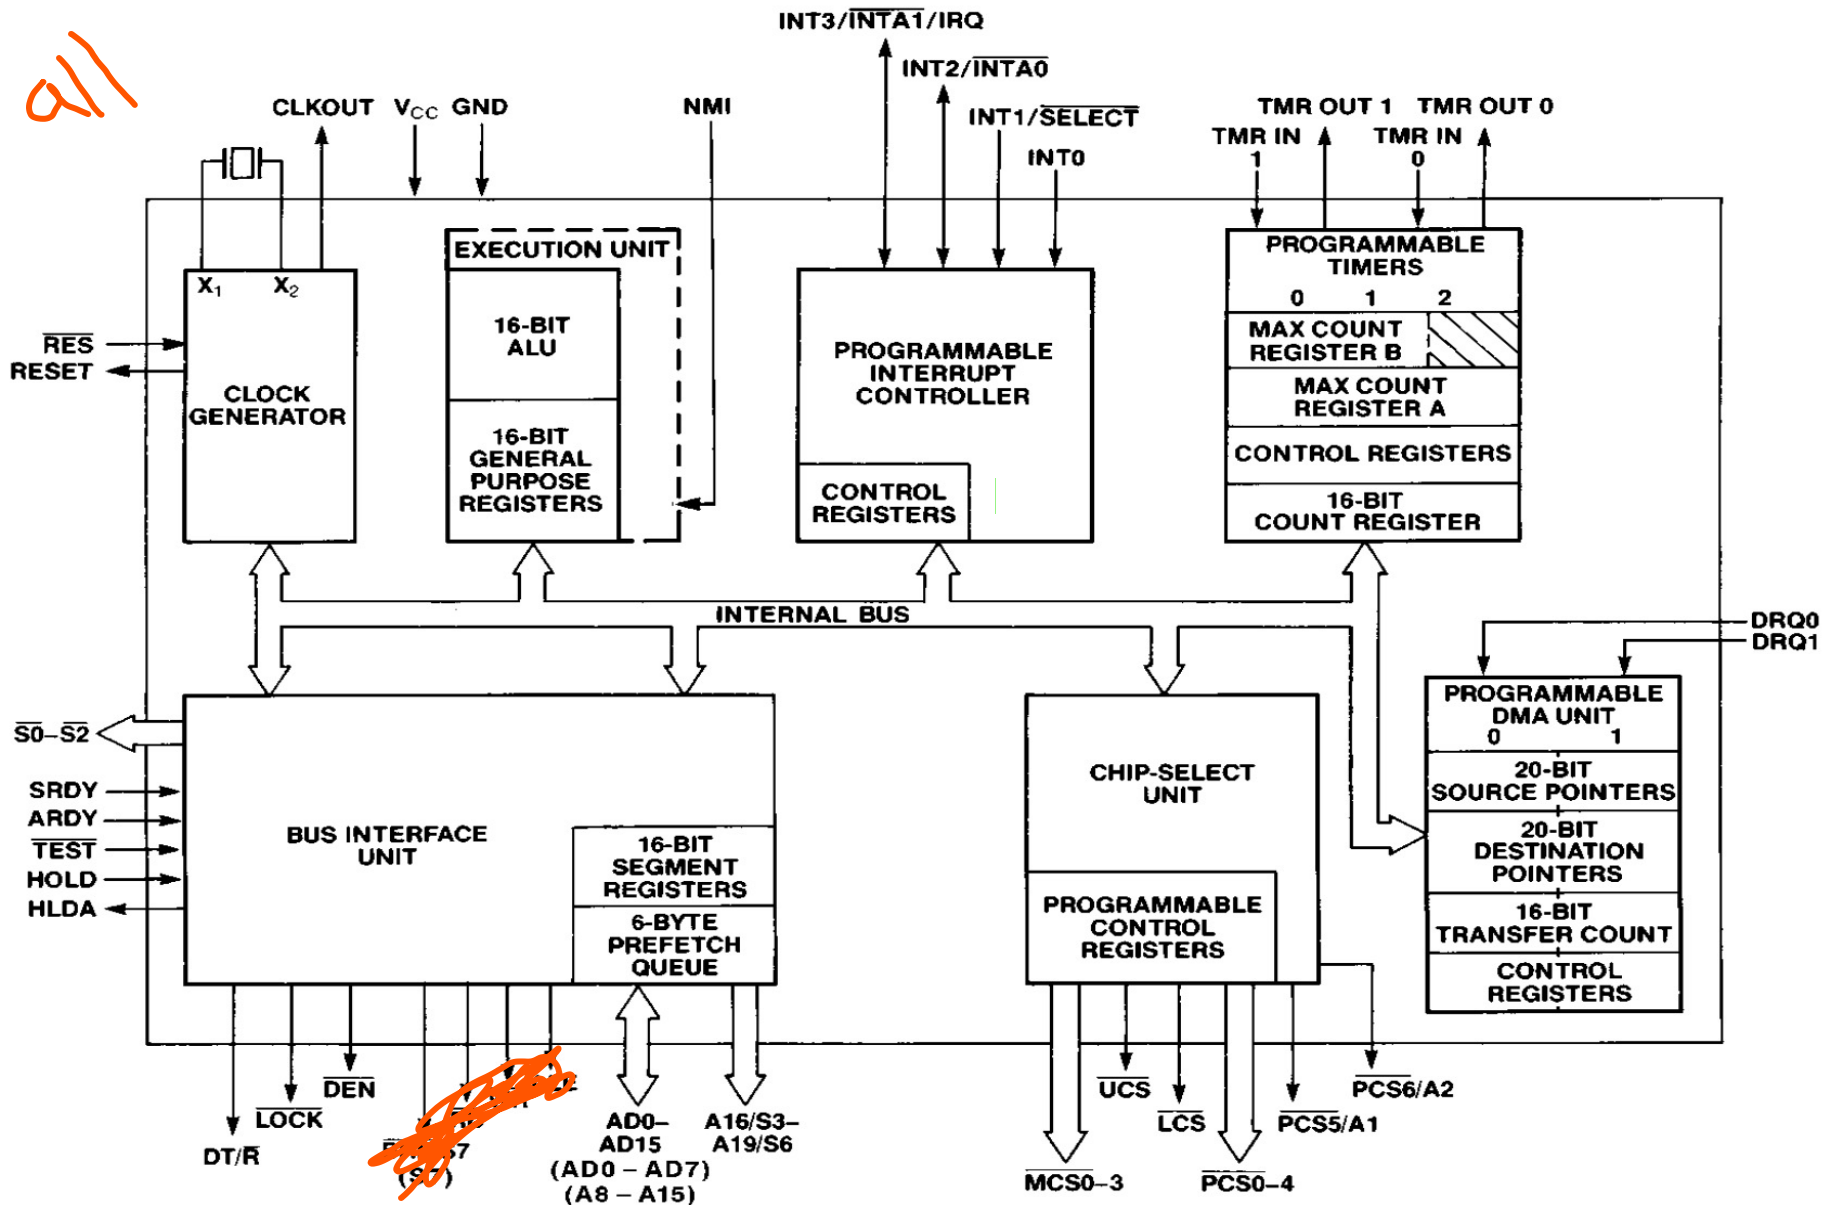 all
INT3/INTA1/IRQ
INT2/INTA0
INT1/SELECT
INT0
CLKOUT
VCC
GND
NMI
TMR OUT 1
TMR OUT 0
TMR IN
1
TMR IN
0
X1
X2
RES
RESET
CLOCK
GENERATOR
EXECUTION UNIT
16-BIT
ALU
16-BIT
GENERAL
PURPOSE
REGISTERS
PROGRAMMABLE
INTERRUPT
CONTROLLER
CONTROL
REGISTERS
PROGRAMMABLE
TIMERS
0 1 2
MAX COUNT
REGISTER B
MAX COUNT
REGISTER A
CONTROL REGISTERS
16-BIT
COUNT REGISTER
INTERNAL BUS
DRQ0
DRQ1
S0–S2
SRDY
ARDY
TEST
HOLD
HLDA
BUS INTERFACE
UNIT
16-BIT
SEGMENT
REGISTERS
6-BYTE
PREFETCH
QUEUE
CHIP-SELECT
UNIT
PROGRAMMABLE
CONTROL
REGISTERS
PROGRAMMABLE
DMA UNIT
0 1
20-BIT
SOURCE POINTERS
20-BIT
DESTINATION
POINTERS
16-BIT
TRANSFER COUNT
CONTROL
REGISTERS
DT/R
LOCK
DEN
AD0–
AD15
(AD0 – AD7)
(A8 – A15)
A16/S3–
A19/S6
MCS0–3
UCS
LCS
PCS0–4
PCS5/A1
PCS6/A2